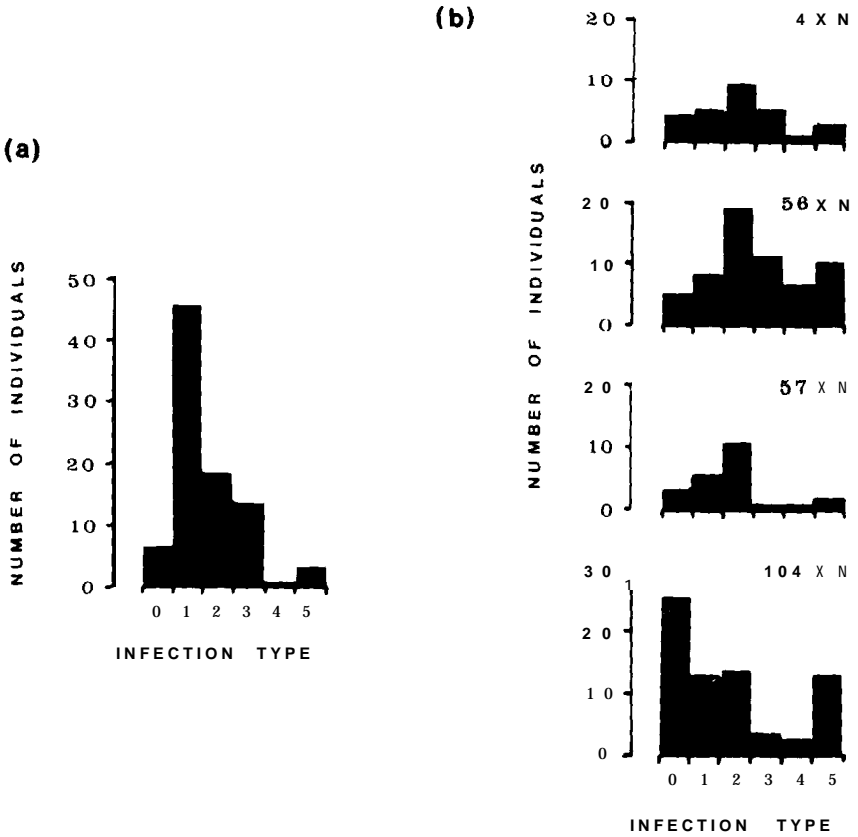 (a)
NUMBER OF INDIVIDUALS
50
40
30
20
10
0
0 1 2 3 4 5
INFECTION TYPE
(b)
NUMBER OF INDIVIDUALS
20
10
0
4 X N
20
10
0
56 X N
20
10
0
57 X N
30
20
10
0
104 X N
0 1 2 3 4 5
INFECTION TYPE